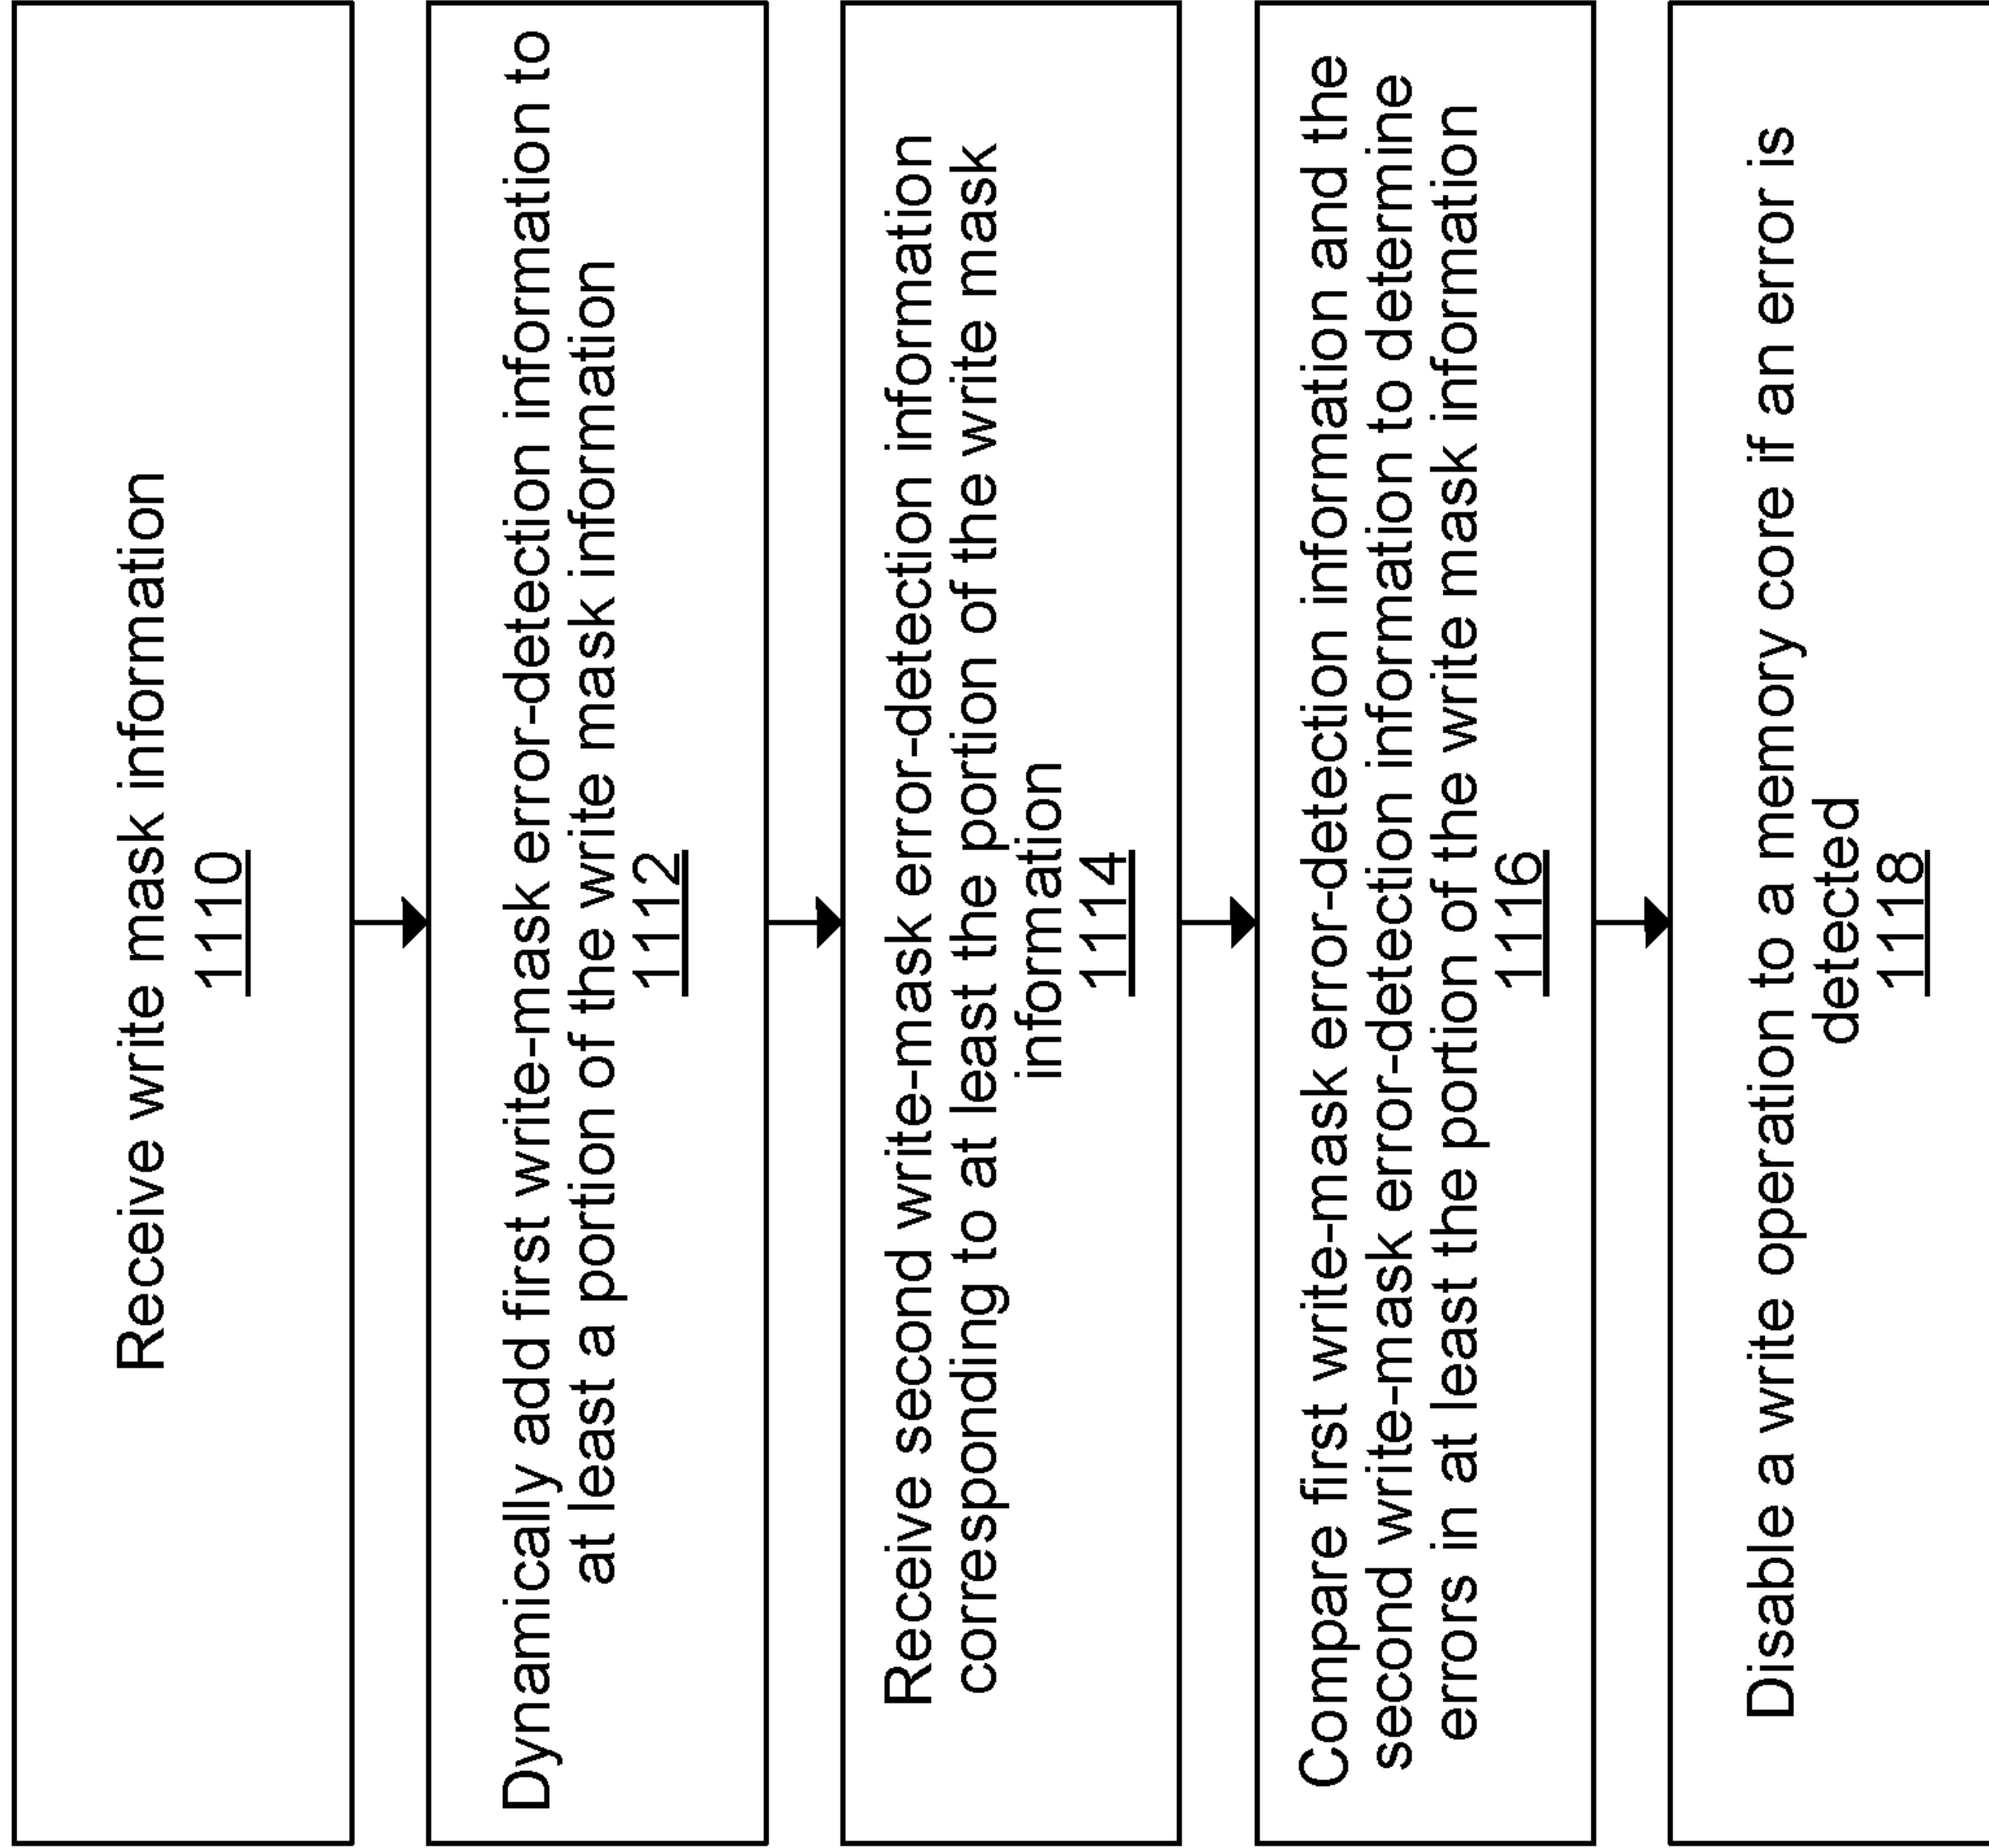 Receive write mask information
1110
Dynamically add first write-mask error-detection information to
at least a portion of the write mask information
1112
Receive second write-mask error-detection information
corresponding to at least the portion of the write mask
information
1114
Compare first write-mask error-detection information and the
second write-mask error-detection information to determine
errors in at least the portion of the write mask information
1116
Disable a write operation to a memory core if an error is
detected
1118